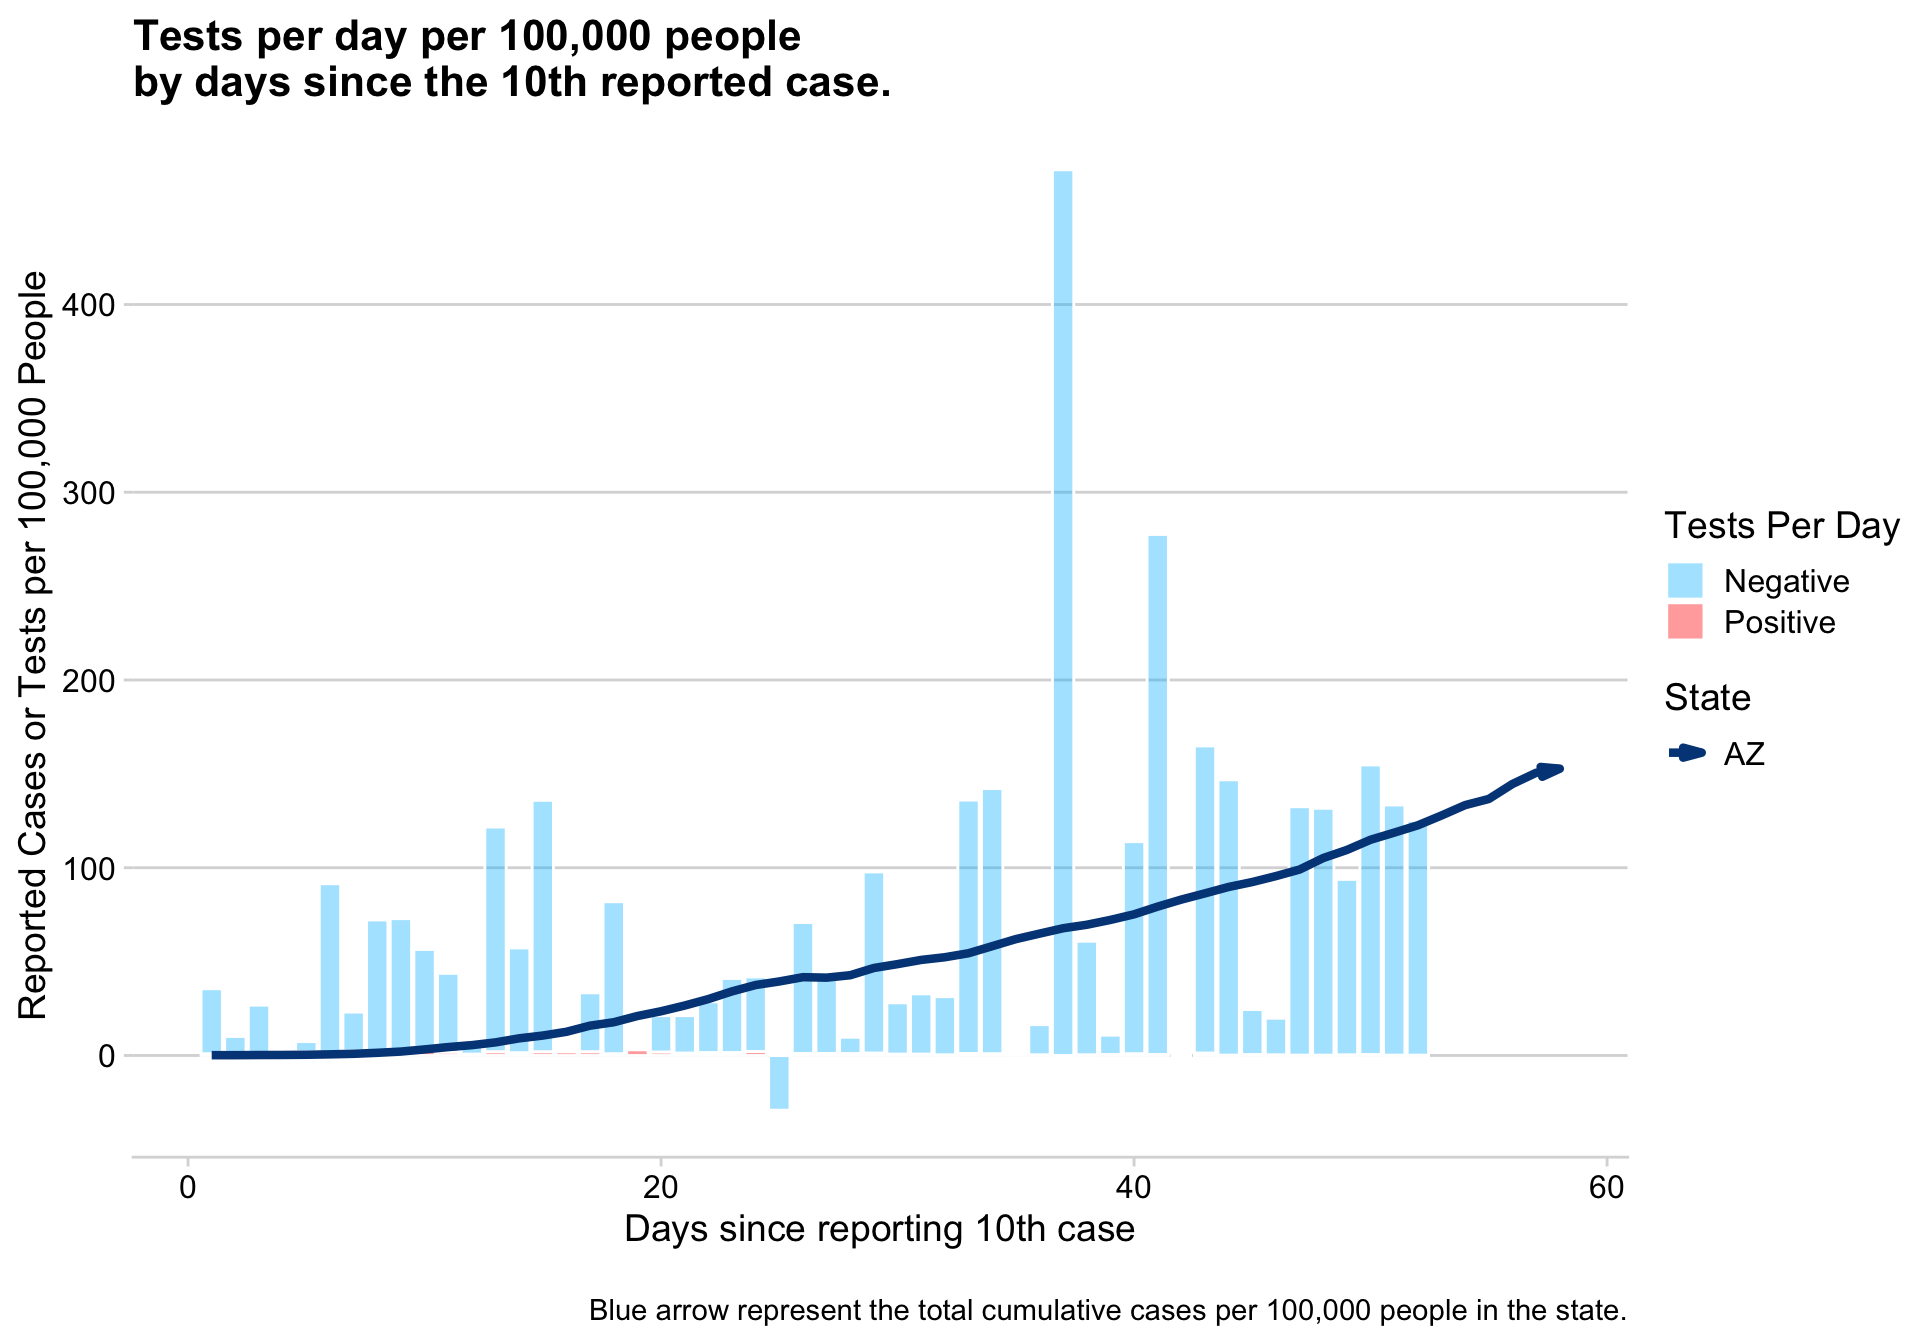 Tests per day per 100,000 people
by days since the 10th reported case.
Reported Cases or Tests per 100,000 People
400
300
200
100
0
0
20
40
60
Days since reporting 10th case
Tests Per Day
Negative
Positive
State
AZ
Blue arrow represent the total cumulative cases per 100,000 people in the state.